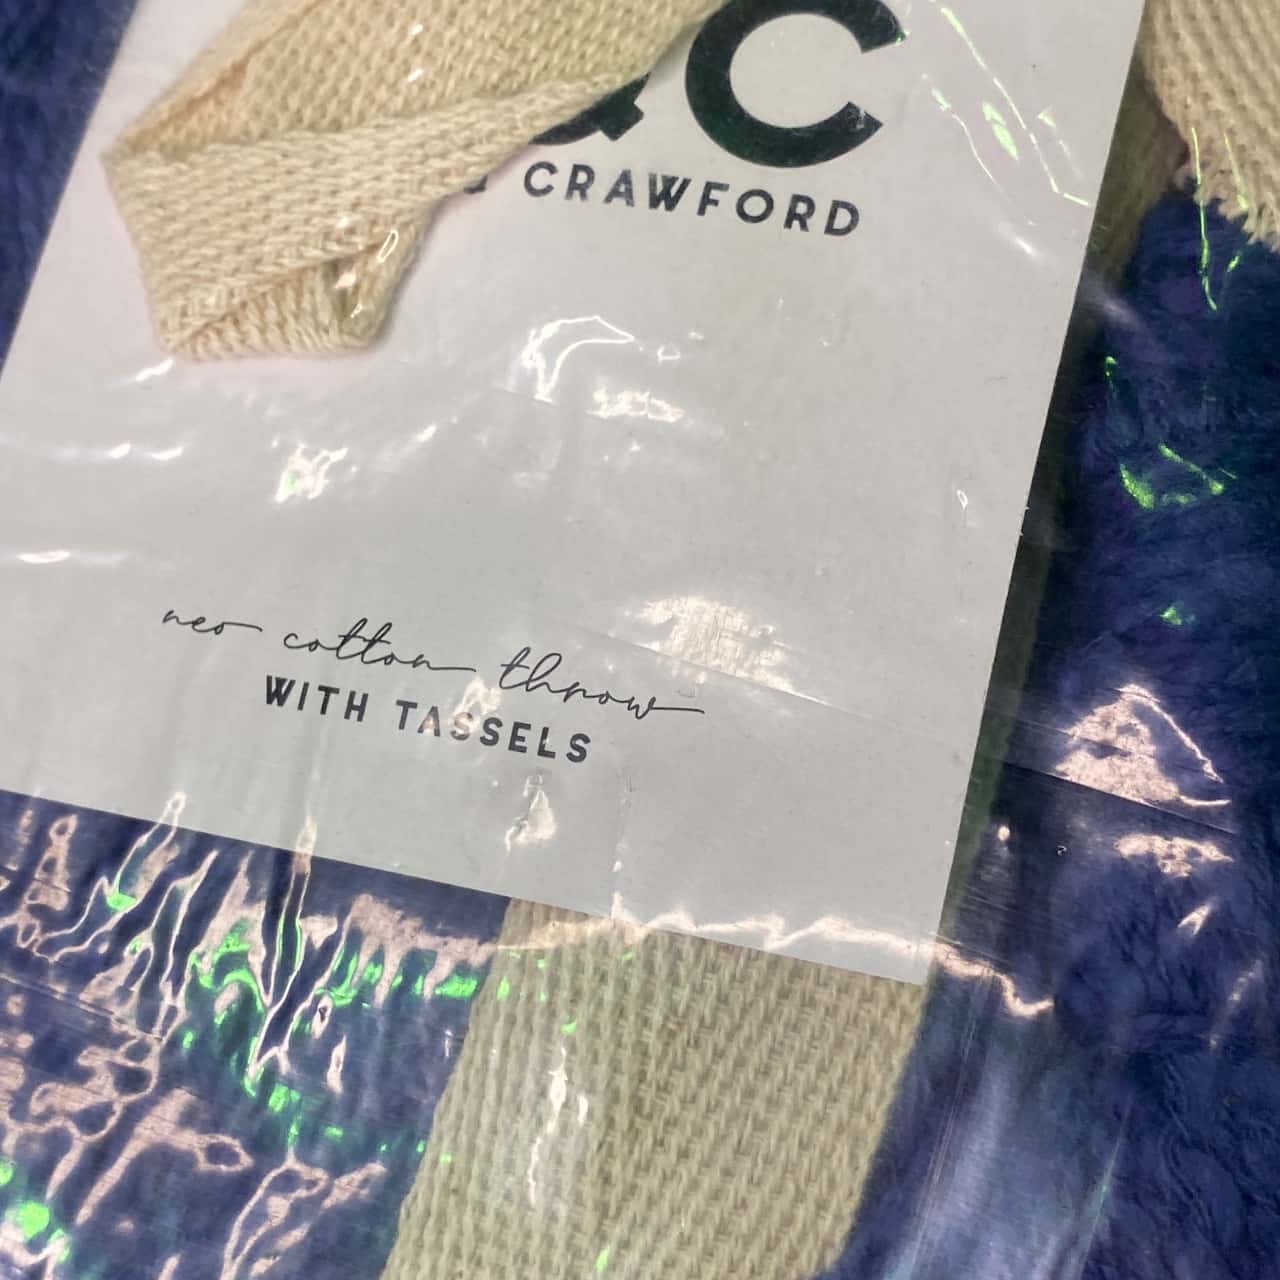 &C
CRAWFORD
neo cotton throw
WITH TASSELS